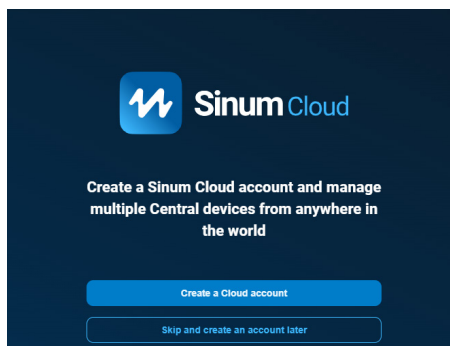 Sinum Cloud
Create a Sinum Cloud account and manage
multiple Central devices from anywhere in
the world
Create a Cloud account
Skip and create an account later